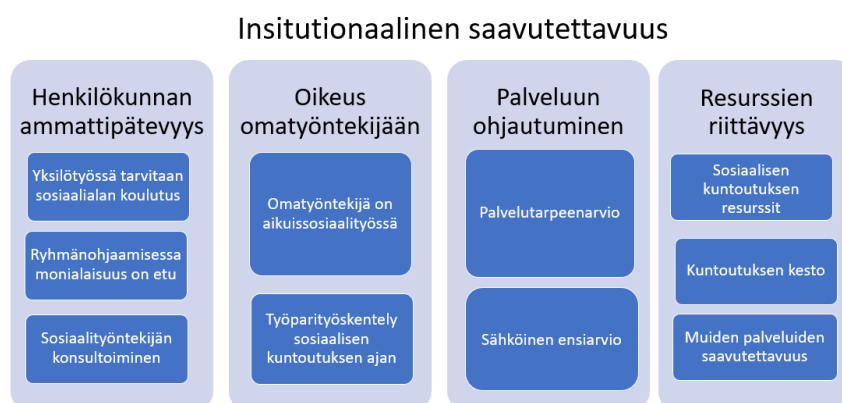 Insitutionaalinen saavutettavuus
Henkilökunnan
ammattipätevyys
Yksilötyössä tarvitaan
sosiaalialan koulutus
Ryhmänohjaamisessa
monialaisuus on etu
Sosiaalityöntekijän
konsultoiminen
Oikeus
omatyöntekijään
Omatyöntekijä on
aikuissosiaalityössä
Työparityöskentely
sosiaalisen
kuntoutuksen ajan
Palveluun
ohjautuminen
Palvelutarpeenarvio
Sähköinen ensiarvio
Resurssien
riittävyys
Sosiaalisen
kuntoutuksen
resurssit
Kuntoutuksen kesto
Muiden palveluiden
saavutettavuus